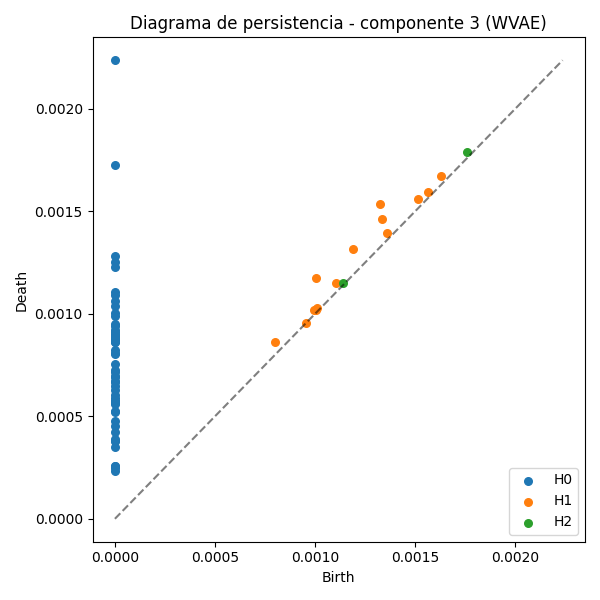 Diagrama de persistencia - componente 3 (WVAE)
Death
0.0020
0.0015
0.0010
0.0005
0.0000
0.0000 0.0005 0.0010 0.0015 0.0020
Birth
H0
H1
H2